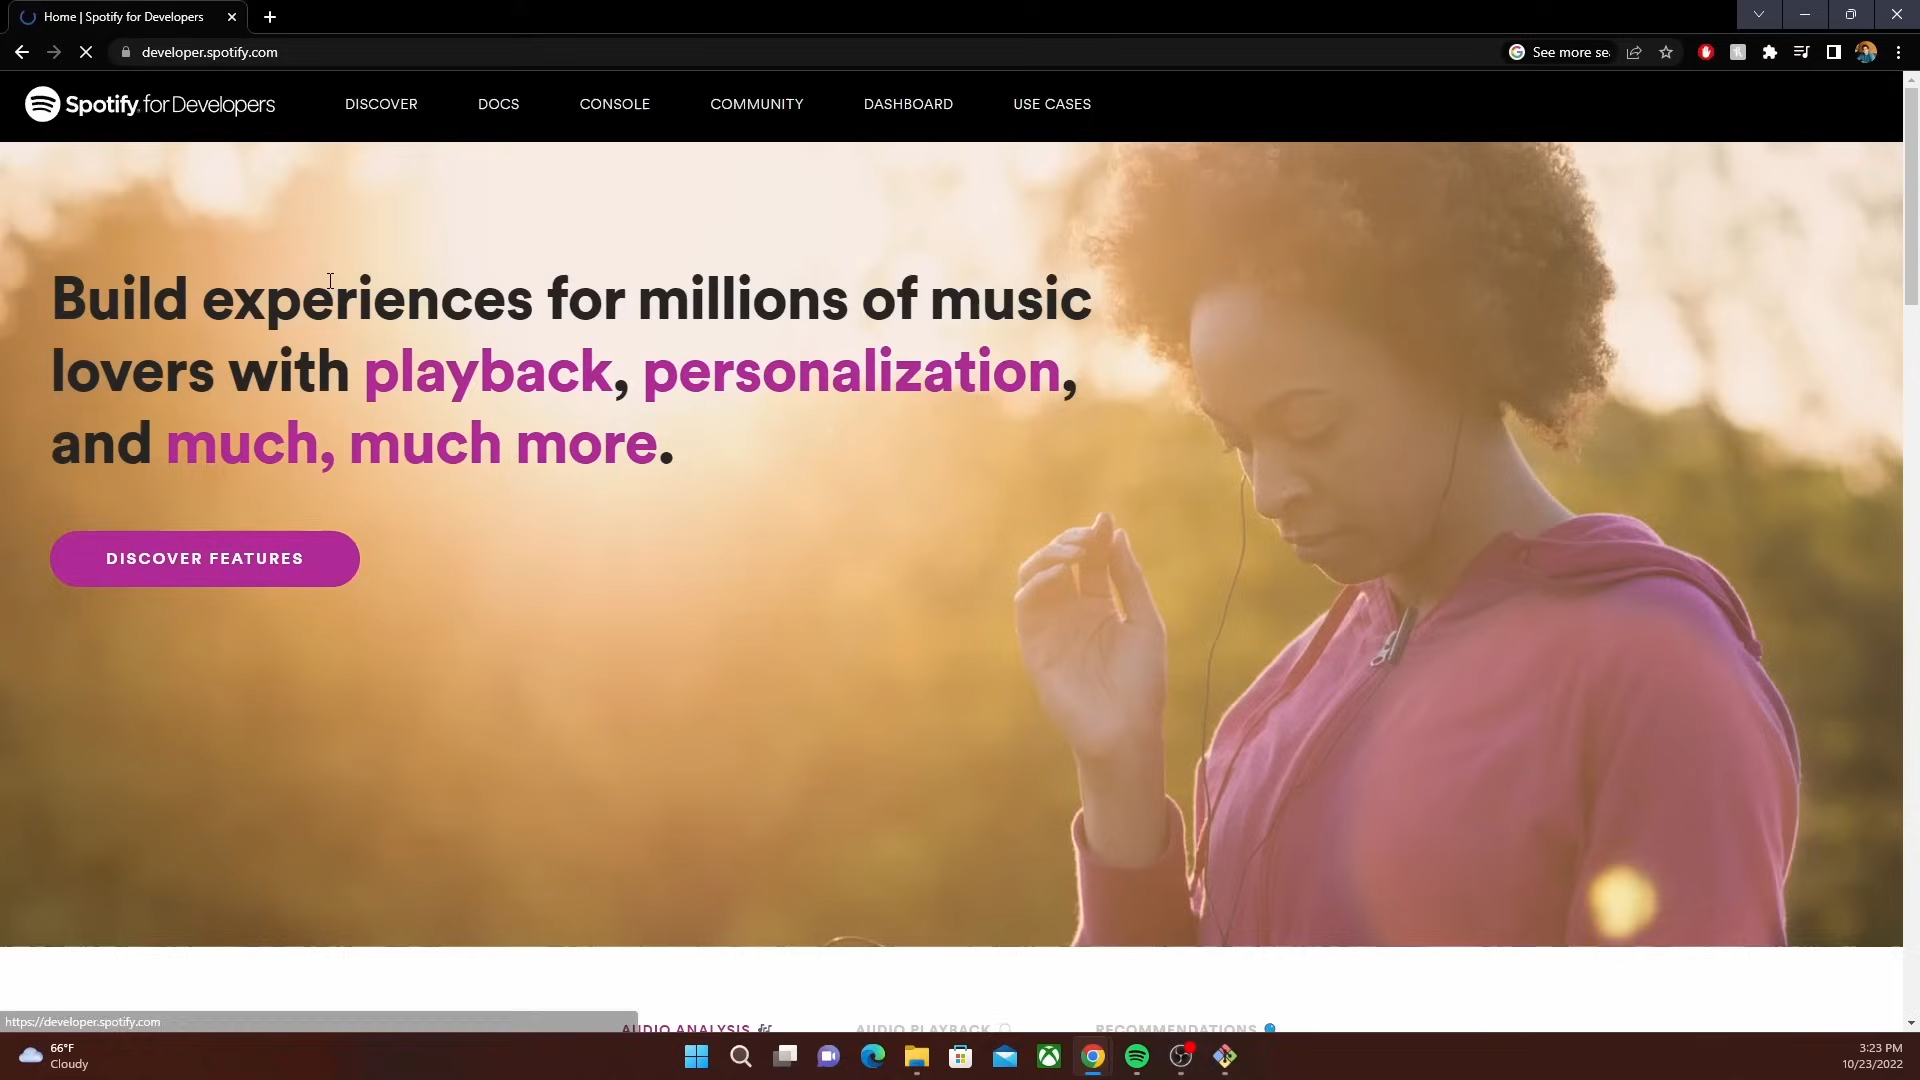 Home | Spotify for Developers
developer.spotify.com
See more se
Spotify for Developers
DISCOVER
DOCS
CONSOLE
COMMUNITY
DASHBOARD
USE CASES
Build experiences for millions of music
lovers with playback, personalization,
and much, much more.
DISCOVER FEATURES
AUDIO ANALYSIS
AUDIO PLAYBACK
RECOMMENDATIONS
https://developer.spotify.com
66°F
Cloudy
3:23 PM
10/23/2022